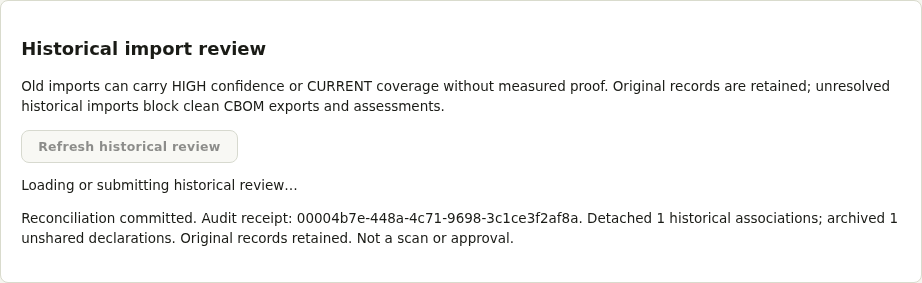 Historical import review
Old imports can carry HIGH confidence or CURRENT coverage without measured proof. Original records are retained; unresolved
historical imports block clean CBOM exports and assessments.
Refresh historical review
Loading or submitting historical review…
Reconciliation committed. Audit receipt: 00004b7e-448a-4c71-9698-3c1ce3f2af8a. Detached 1 historical associations; archived 1
unshared declarations. Original records retained. Not a scan or approval.